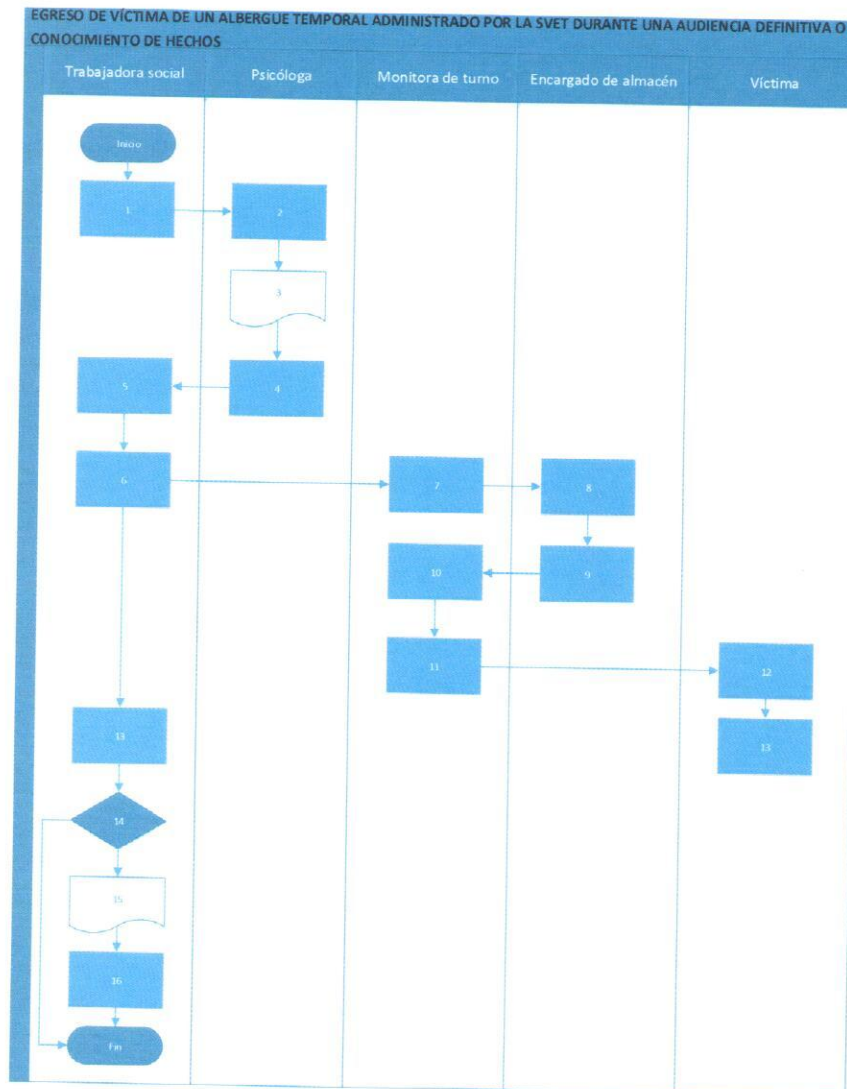 EGRESO DE VÍCTIMA DE UN ALBERGUE TEMPORAL ADMINISTRADO POR LA SVET DURANTE UNA AUDIENCIA DEFINITIVA O
CONOCIMIENTO DE HECHOS
Trabajadora social
Psicóloga
Monitora de turno
Encargado de almacén
Víctima
Inicio
1
2
3
4
5
6
7
8
9
10
11
12
13
13
14
15
16
Fin